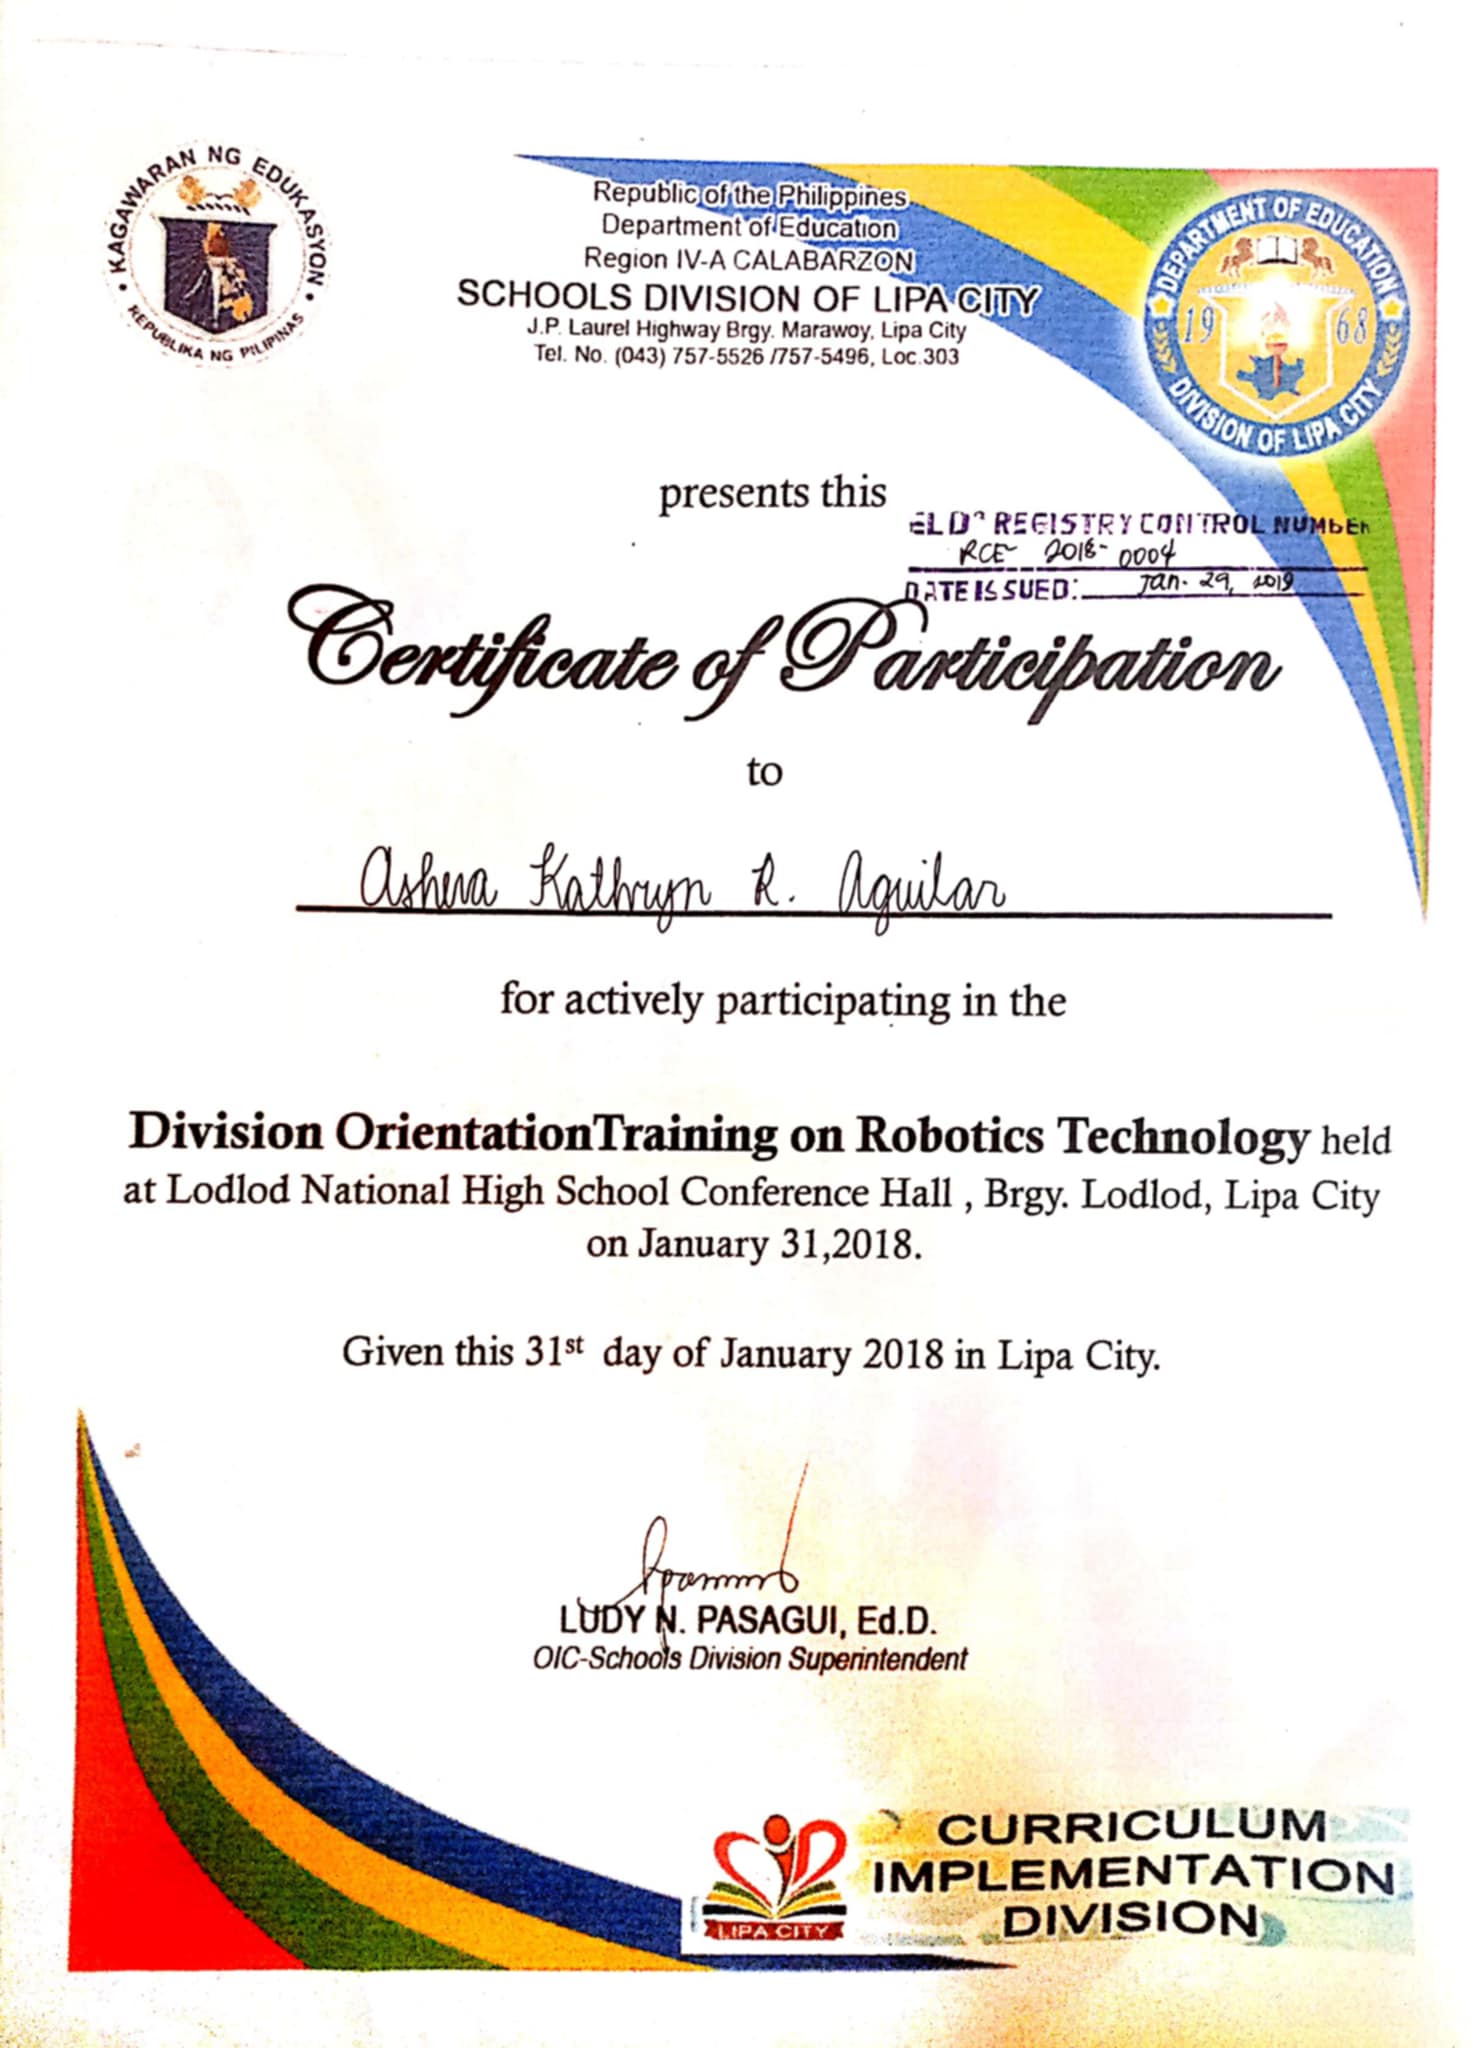 KAGAWARAN NG EDUKASYON
REPUBLIKA NG PILIPINAS
Republic of the Philippines
Department of Education
Region IV-A CALABARZON
SCHOOLS DIVISION OF LIPA CITY
J.P. Laurel Highway Brgy. Marawoy, Lipa City
Tel. No. (043) 757-5526 /757-5496, Loc.303
DEPARTMENT OF EDUCATION
19 68
DIVISION OF LIPA CITY
presents this
REGISTRY CONTROL NUMBER
RCE- 2018-0004
DATE ISSUED: Jan. 29, 2019
Certificate of Participation
to
Kathryn R. Aguilar
for actively participating in the
Division OrientationTraining on Robotics Technology held
at Lodlod National High School Conference Hall , Brgy. Lodlod, Lipa City
on January 31,2018.
Given this 31st day of January 2018 in Lipa City.
LUDY N. PASAGUI, Ed.D.
OIC-Schools Division Superintendent
LIPA CITY
CURRICULUM
IMPLEMENTATION
DIVISION